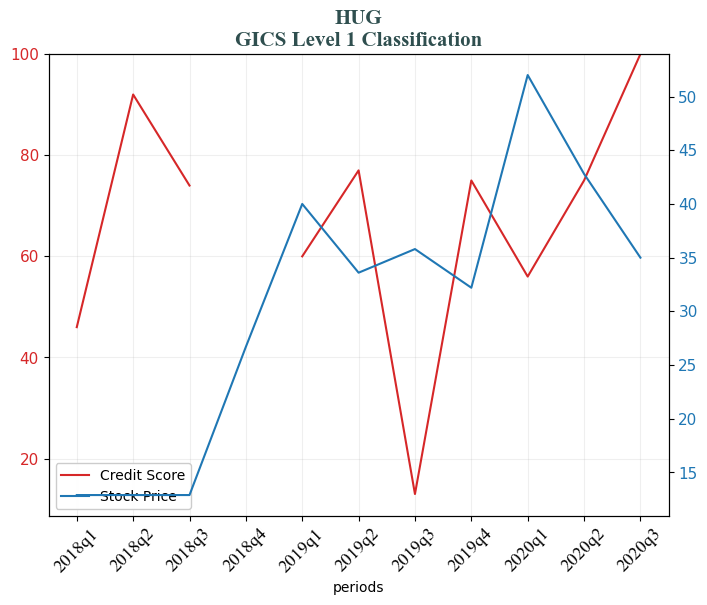 HUG
GICS Level 1 Classification
100
80
60
40
20
50
45
40
35
30
25
20
15
Credit Score
Stock Price
2018q1
2018q2
2018q3
2018q4
2019q1
2019q2
2019q3
2019q4
2020q1
2020q2
2020q3
periods